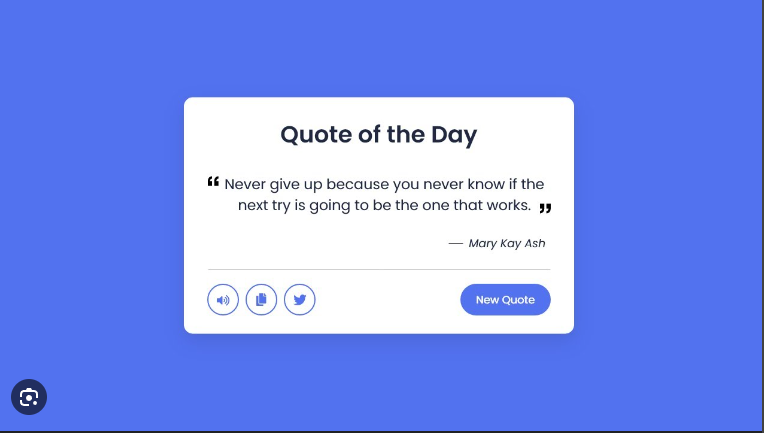 Quote of the Day
“ Never give up because you never know if the
next try is going to be the one that works. ”
— Mary Kay Ash
New Quote